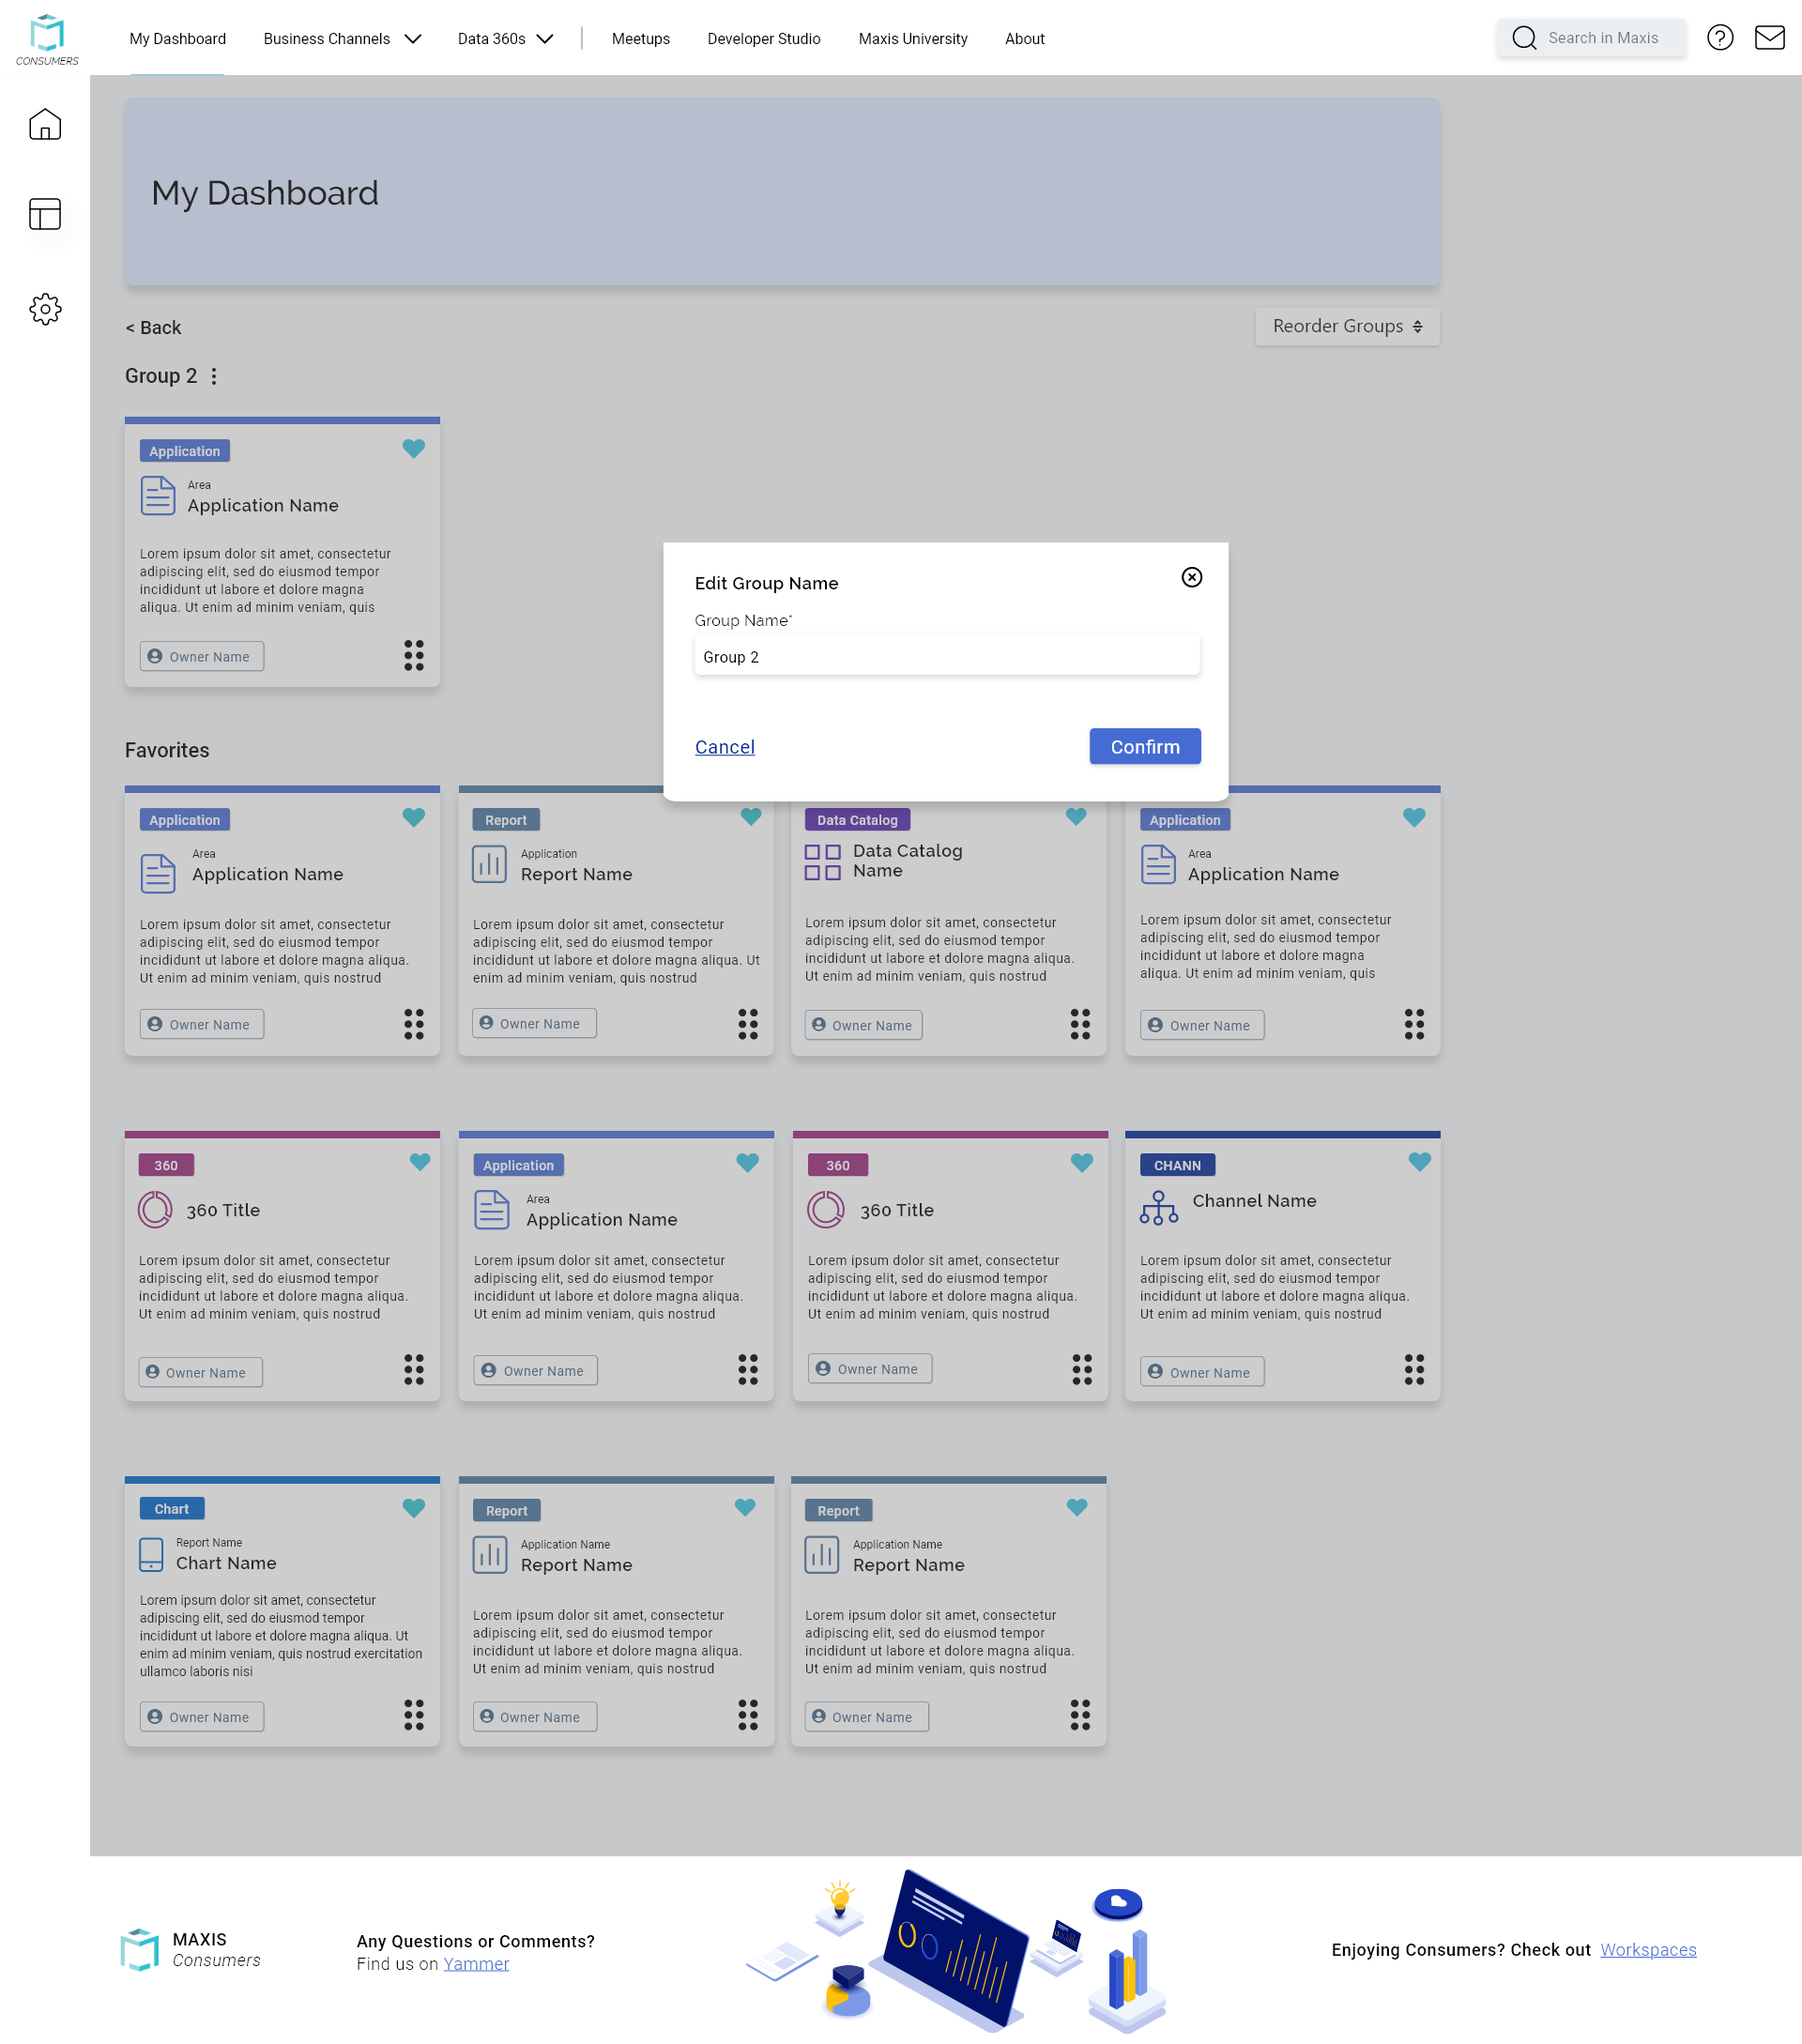 CONSUMERS
My Dashboard
Business Channels
Data 360s
Meetups
Developer Studio
Maxis University
About
Search in Maxis
My Dashboard
< Back
Reorder Groups
Group 2
Application
Area
Application Name
Lorem ipsum dolor sit amet, consectetur
adipiscing elit, sed do eiusmod tempor
incididunt ut labore et dolore magna
aliqua. Ut enim ad minim veniam, quis
Owner Name
Edit Group Name
Group Name*
Group 2
Cancel
Confirm
Favorites
Application
Area
Application Name
Lorem ipsum dolor sit amet, consectetur
adipiscing elit, sed do eiusmod tempor
incididunt ut labore et dolore magna aliqua.
Ut enim ad minim veniam, quis nostrud
Owner Name
Report
Application
Report Name
Lorem ipsum dolor sit amet, consectetur
adipiscing elit, sed do eiusmod tempor
incididunt ut labore et dolore magna aliqua. Ut
enim ad minim veniam, quis nostrud
Owner Name
Data Catalog
Data Catalog
Name
Lorem ipsum dolor sit amet, consectetur
adipiscing elit, sed do eiusmod tempor
incididunt ut labore et dolore magna aliqua.
Ut enim ad minim veniam, quis nostrud
Owner Name
Application
Area
Application Name
Lorem ipsum dolor sit amet, consectetur
adipiscing elit, sed do eiusmod tempor
incididunt ut labore et dolore magna
aliqua. Ut enim ad minim veniam, quis
Owner Name
360
360 Title
Lorem ipsum dolor sit amet, consectetur
adipiscing elit, sed do eiusmod tempor
incididunt ut labore et dolore magna aliqua.
Ut enim ad minim veniam, quis nostrud
Owner Name
Application
Area
Application Name
Lorem ipsum dolor sit amet, consectetur
adipiscing elit, sed do eiusmod tempor
incididunt ut labore et dolore magna aliqua.
Ut enim ad minim veniam, quis nostrud
Owner Name
360
360 Title
Lorem ipsum dolor sit amet, consectetur
adipiscing elit, sed do eiusmod tempor
incididunt ut labore et dolore magna aliqua.
Ut enim ad minim veniam, quis nostrud
Owner Name
CHANN
Channel Name
Lorem ipsum dolor sit amet, consectetur
adipiscing elit, sed do eiusmod tempor
incididunt ut labore et dolore magna aliqua.
Ut enim ad minim veniam, quis nostrud
Owner Name
Chart
Report Name
Chart Name
Lorem ipsum dolor sit amet, consectetur
adipiscing elit, sed do eiusmod tempor
incididunt ut labore et dolore magna aliqua. Ut
enim ad minim veniam, quis nostrud exercitation
ullamco laboris nisi
Owner Name
Report
Application Name
Report Name
Lorem ipsum dolor sit amet, consectetur
adipiscing elit, sed do eiusmod tempor
incididunt ut labore et dolore magna aliqua.
Ut enim ad minim veniam, quis nostrud
Owner Name
Report
Application Name
Report Name
Lorem ipsum dolor sit amet, consectetur
adipiscing elit, sed do eiusmod tempor
incididunt ut labore et dolore magna aliqua.
Ut enim ad minim veniam, quis nostrud
Owner Name
MAXIS
Consumers
Any Questions or Comments?
Find us on Yammer
Enjoying Consumers? Check out Workspaces